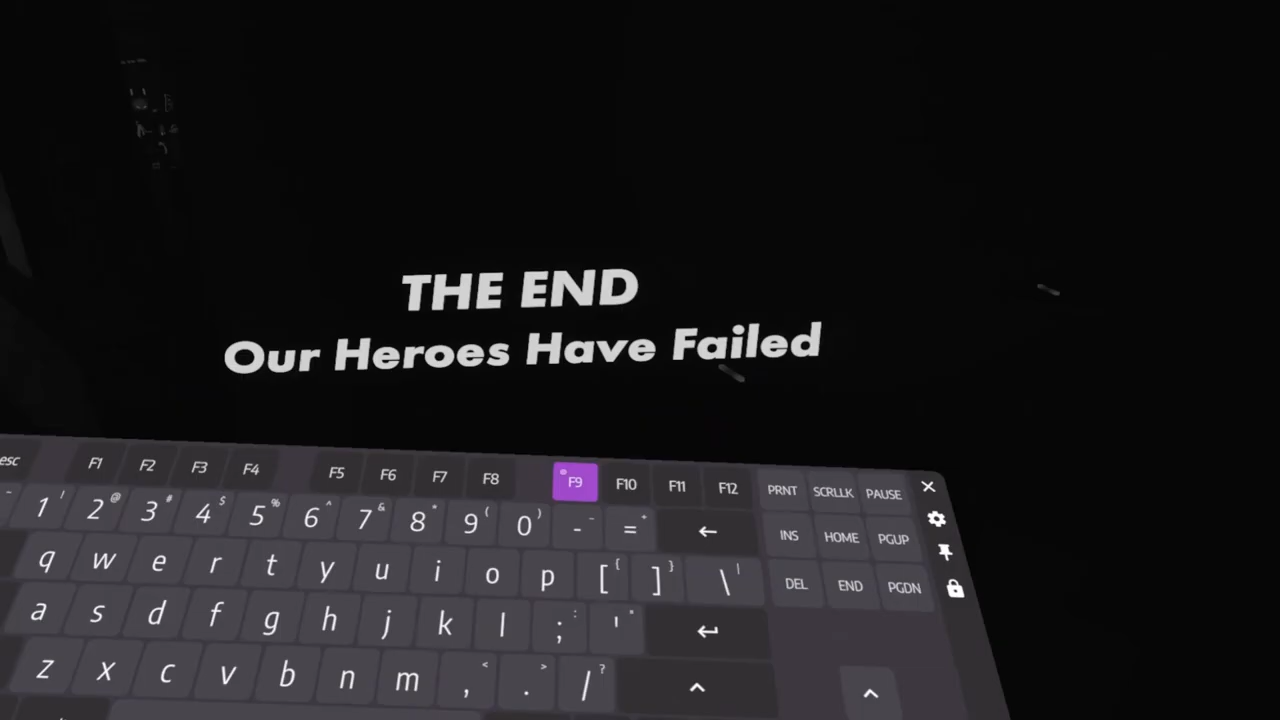 THE END
Our Heroes Have Failed
esc F1 F2 F3 F4 F5 F6 F7 F8 F9 F10 F11 F12 PRNT SCRLLK PAUSE
~ 1 ! 2 @ 3 # 4 $ 5 % 6 ^ 7 & 8 * 9 ( 0 ) - _ = + ← INS HOME PGUP
q w e r t y u i o p [ { ] } \ | DEL END PGDN
a s d f g h j k l ; : ' " ↵
z x c v b n m , < . > / ? ^ ^